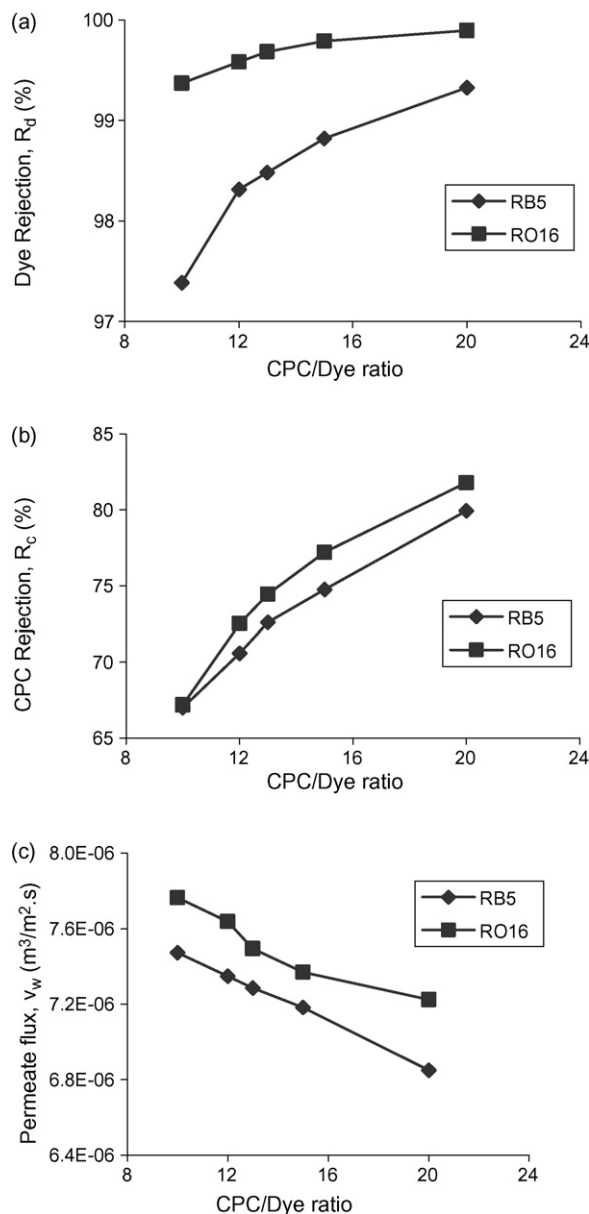 (a)
100
99
98
97
Dye Rejection, R_d (%)
RB5
RO16
8 12 16 20 24
CPC/Dye ratio
(b)
85
80
75
70
65
CPC Rejection, R_c (%)
RB5
RO16
8 12 16 20 24
CPC/Dye ratio
(c)
8.0E-06
7.6E-06
7.2E-06
6.8E-06
6.4E-06
Permeate flux, v_w (m³/m².s)
RB5
RO16
8 12 16 20 24
CPC/Dye ratio